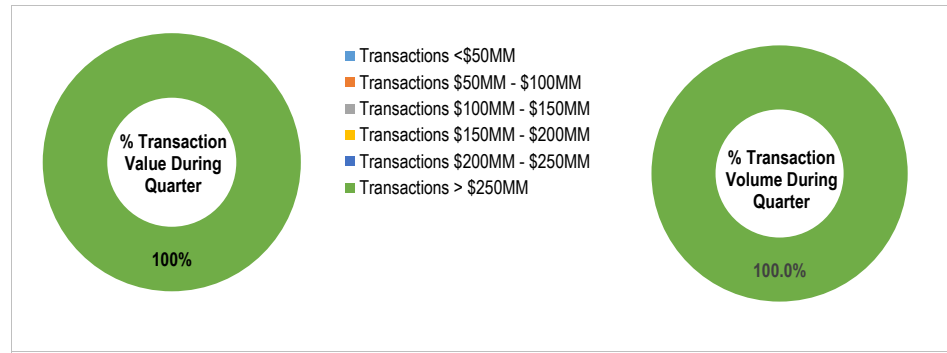 % Transaction
Value During
Quarter
100%
Transactions <$50MM
Transactions $50MM - $100MM
Transactions $100MM - $150MM
Transactions $150MM - $200MM
Transactions $200MM - $250MM
Transactions > $250MM
% Transaction
Volume During
Quarter
100.0%